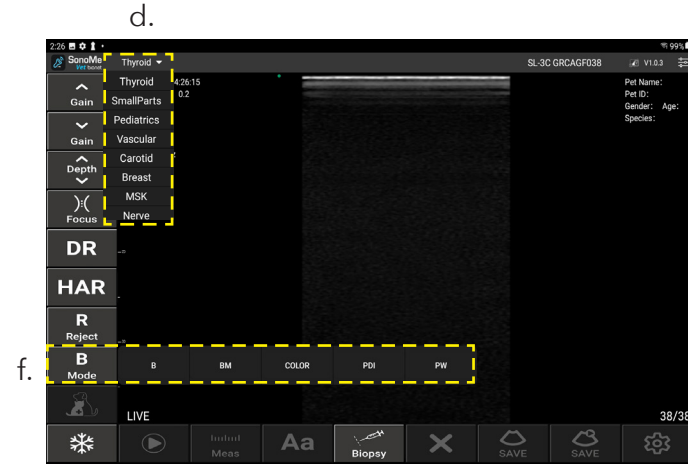 d.
2:26
99%
SonoMe
Vet
Thyroid
SL-3C GRCAGF038
V1.0.3
Thyroid
SmallParts
Pediatrics
Vascular
Carotid
Breast
MSK
Nerve
4:26:15
0.2
Pet Name:
Pet ID:
Gender: Age:
Species:
Gain
Gain
Depth
Focus
DR
HAR
R
Reject
f.
B
Mode
B BM COLOR PDI PW
LIVE
38/38
Meas
Aa
Biopsy
SAVE
SAVE